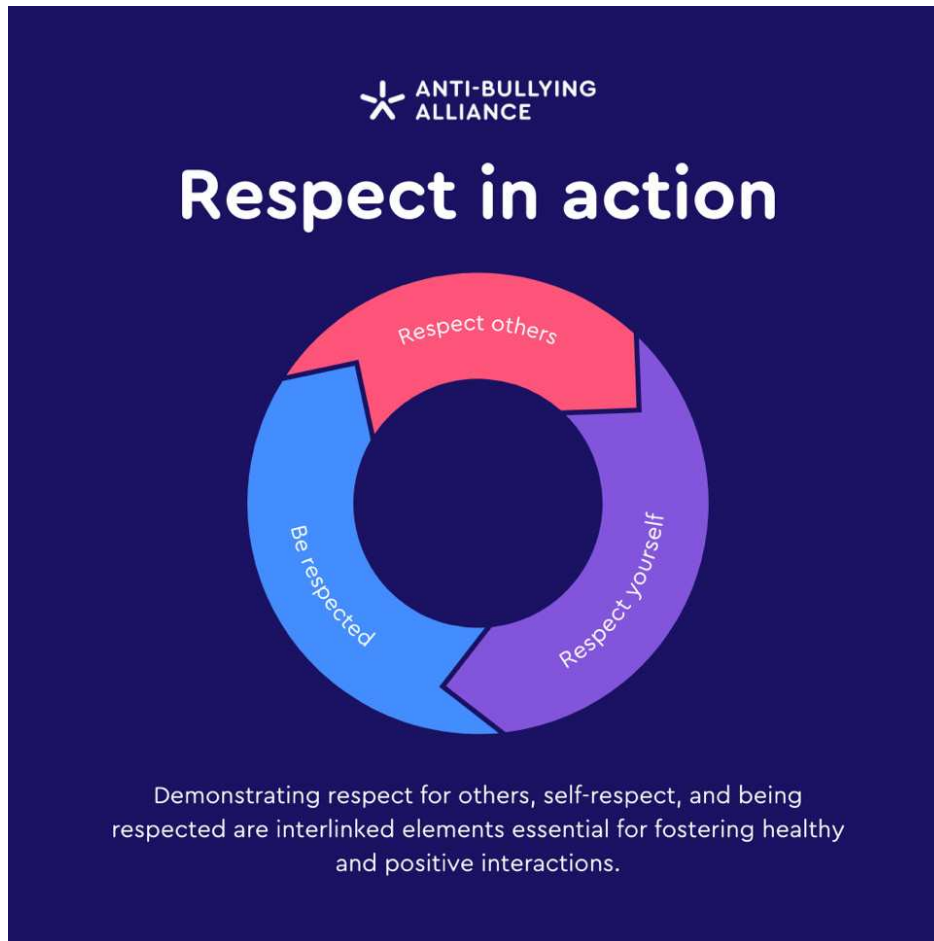 ANTI-BULLYING
ALLIANCE
Respect in action
Respect others
Respect yourself
Be respected
Demonstrating respect for others, self-respect, and being
respected are interlinked elements essential for fostering healthy
and positive interactions.